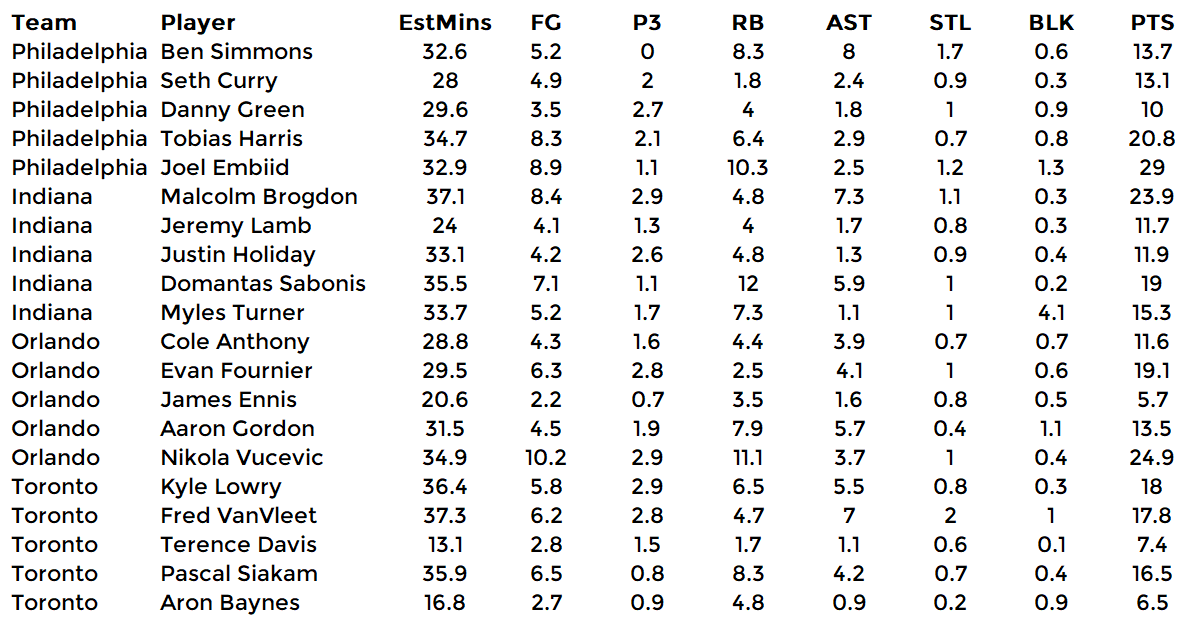 Team Player EstMins FG P3 RB AST STL BLK PTS
Philadelphia Ben Simmons 32.6 5.2 0 8.3 8 1.7 0.6 13.7
Philadelphia Seth Curry 28 4.9 2 1.8 2.4 0.9 0.3 13.1
Philadelphia Danny Green 29.6 3.5 2.7 4 1.8 1 0.9 10
Philadelphia Tobias Harris 34.7 8.3 2.1 6.4 2.9 0.7 0.8 20.8
Philadelphia Joel Embiid 32.9 8.9 1.1 10.3 2.5 1.2 1.3 29
Indiana Malcolm Brogdon 37.1 8.4 2.9 4.8 7.3 1.1 0.3 23.9
Indiana Jeremy Lamb 24 4.1 1.3 4 1.7 0.8 0.3 11.7
Indiana Justin Holiday 33.1 4.2 2.6 4.8 1.3 0.9 0.4 11.9
Indiana Domantas Sabonis 35.5 7.1 1.1 12 5.9 1 0.2 19
Indiana Myles Turner 33.7 5.2 1.7 7.3 1.1 1 4.1 15.3
Orlando Cole Anthony 28.8 4.3 1.6 4.4 3.9 0.7 0.7 11.6
Orlando Evan Fournier 29.5 6.3 2.8 2.5 4.1 1 0.6 19.1
Orlando James Ennis 20.6 2.2 0.7 3.5 1.6 0.8 0.5 5.7
Orlando Aaron Gordon 31.5 4.5 1.9 7.9 5.7 0.4 1.1 13.5
Orlando Nikola Vucevic 34.9 10.2 2.9 11.1 3.7 1 0.4 24.9
Toronto Kyle Lowry 36.4 5.8 2.9 6.5 5.5 0.8 0.3 18
Toronto Fred VanVleet 37.3 6.2 2.8 4.7 7 2 1 17.8
Toronto Terence Davis 13.1 2.8 1.5 1.7 1.1 0.6 0.1 7.4
Toronto Pascal Siakam 35.9 6.5 0.8 8.3 4.2 0.7 0.4 16.5
Toronto Aron Baynes 16.8 2.7 0.9 4.8 0.9 0.2 0.9 6.5